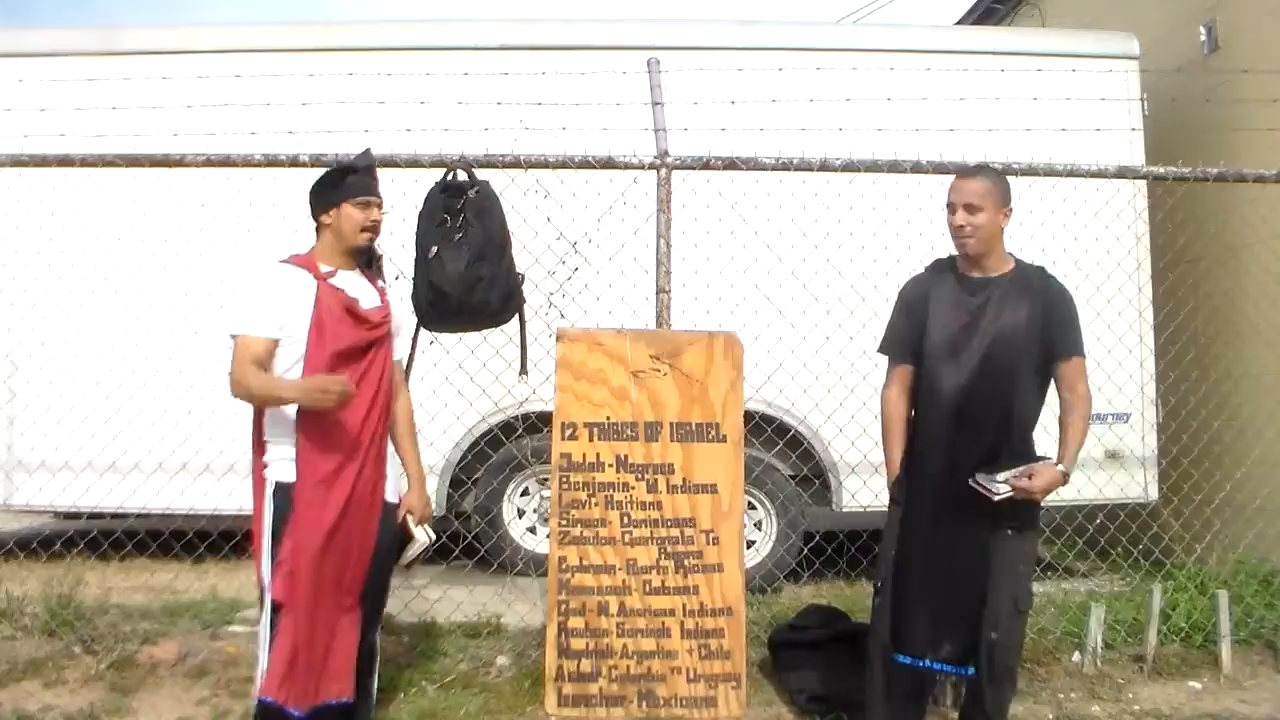 12 TRIBES OF ISRAEL
Judah - Negroes
Benjamin - W. Indians
Levi - Haitians
Simeon - Dominicans
Zebulon - Guatemala To
Panama
Ephraim - Puerto Ricans
Manasseh - Cubans
Gad - N. American Indians
Reuben - Seminole Indians
Naphtali - Argentina + Chile
Asher - Colombia To Uruguay
Issachar - Mexicans
Journey